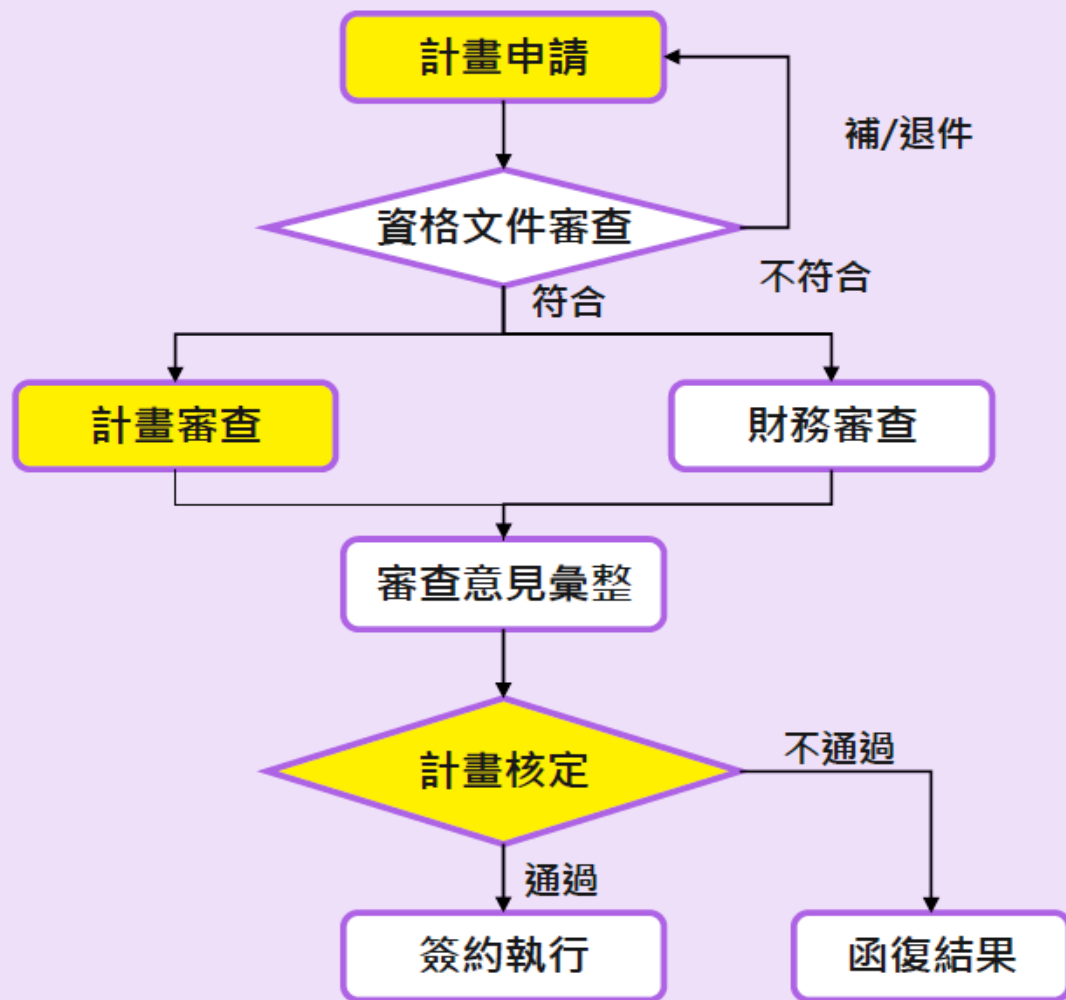 計畫申請
補/退件
資格文件審查
不符合
符合
計畫審查
財務審查
審查意見彙整
計畫核定
不通過
通過
簽約執行
函復結果